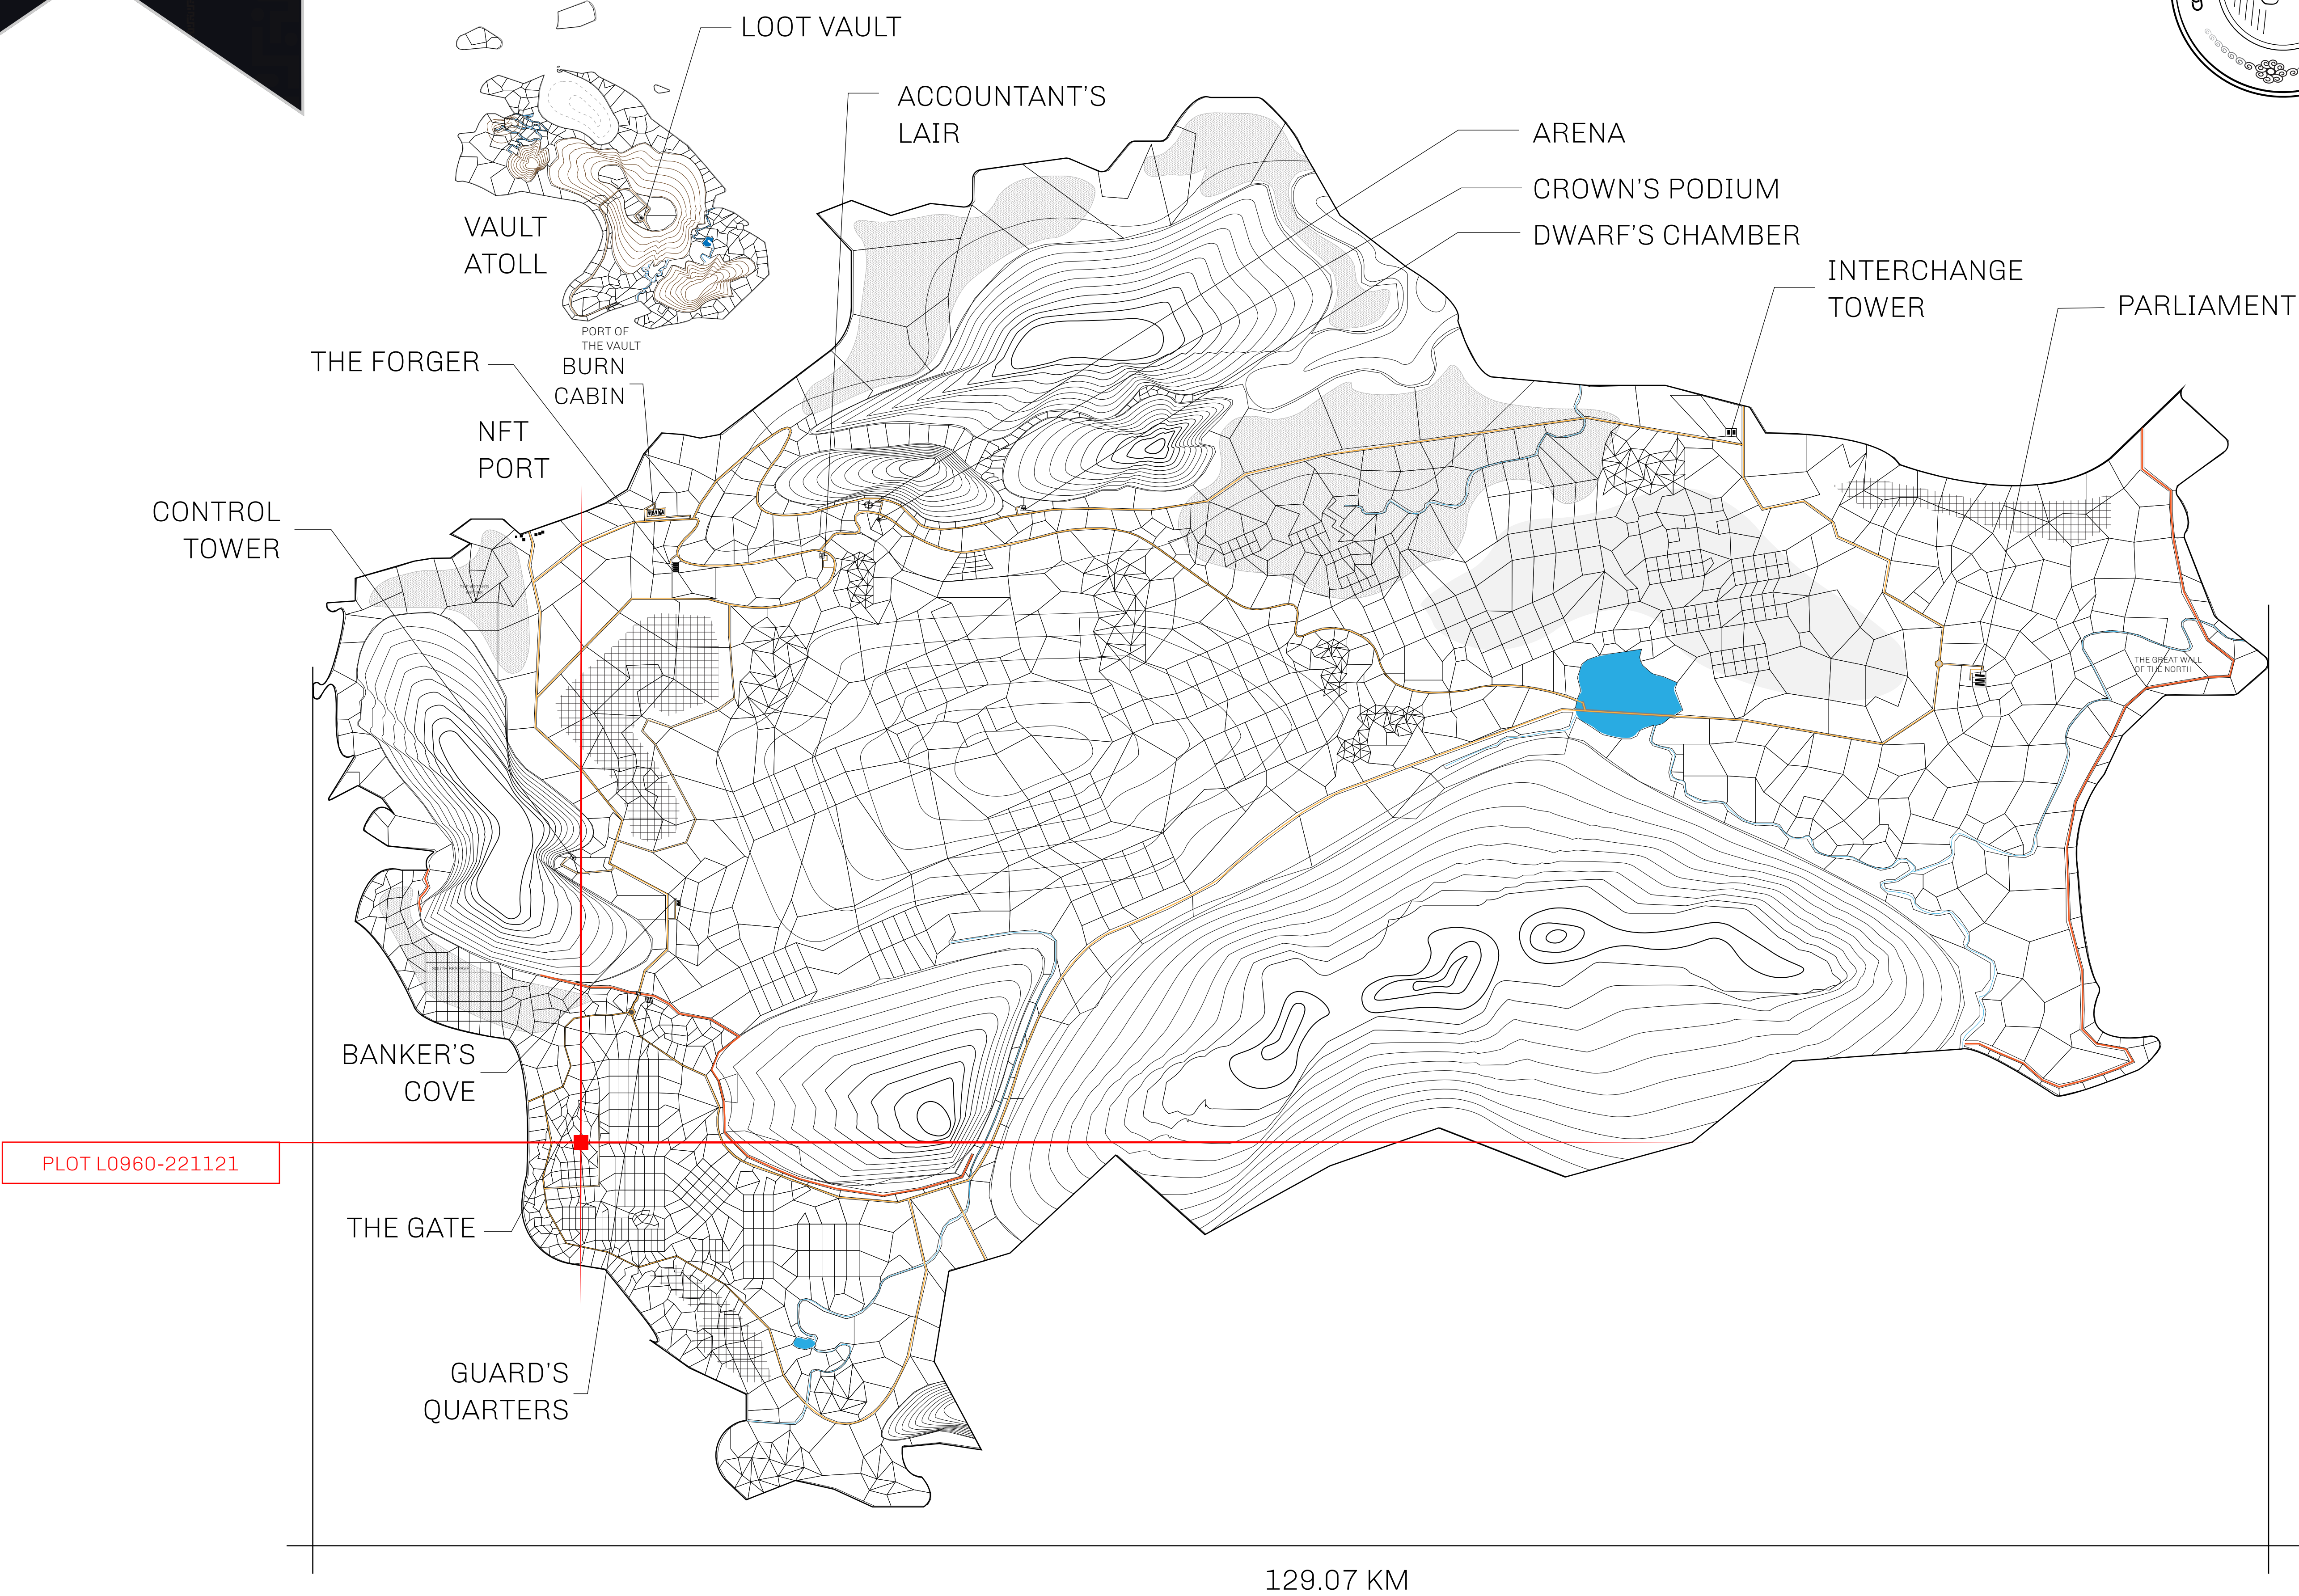 LOOT VAULT
ACCOUNTANT'S
LAIR
ARENA
CROWN'S PODIUM
DWARF'S CHAMBER
VAULT
ATOLL
INTERCHANGE
TOWER
PARLIAMENT
PORT OF
THE VAULT
THE FORGER
BURN
CABIN
NFT
PORT
CONTROL
TOWER
THE GREAT WALL
OF THE NORTH
SOUTH RESERVE
BANKER'S
COVE
PLOT L0960-221121
THE GATE
GUARD'S
QUARTERS
129.07 KM